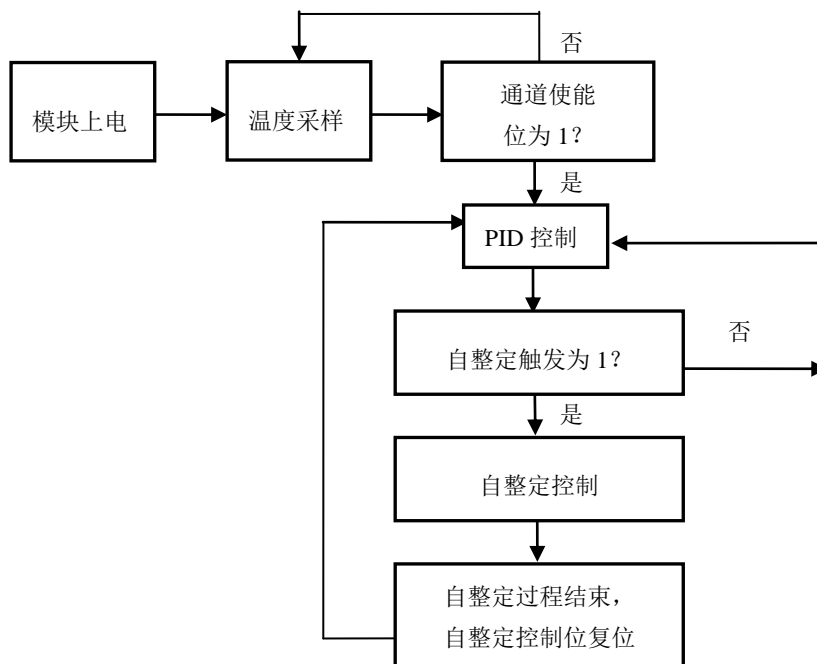 否
模块上电
温度采样
通道使能
位为 1？
是
PID 控制
自整定触发为 1？
否
是
自整定控制
自整定过程结束，
自整定控制位复位